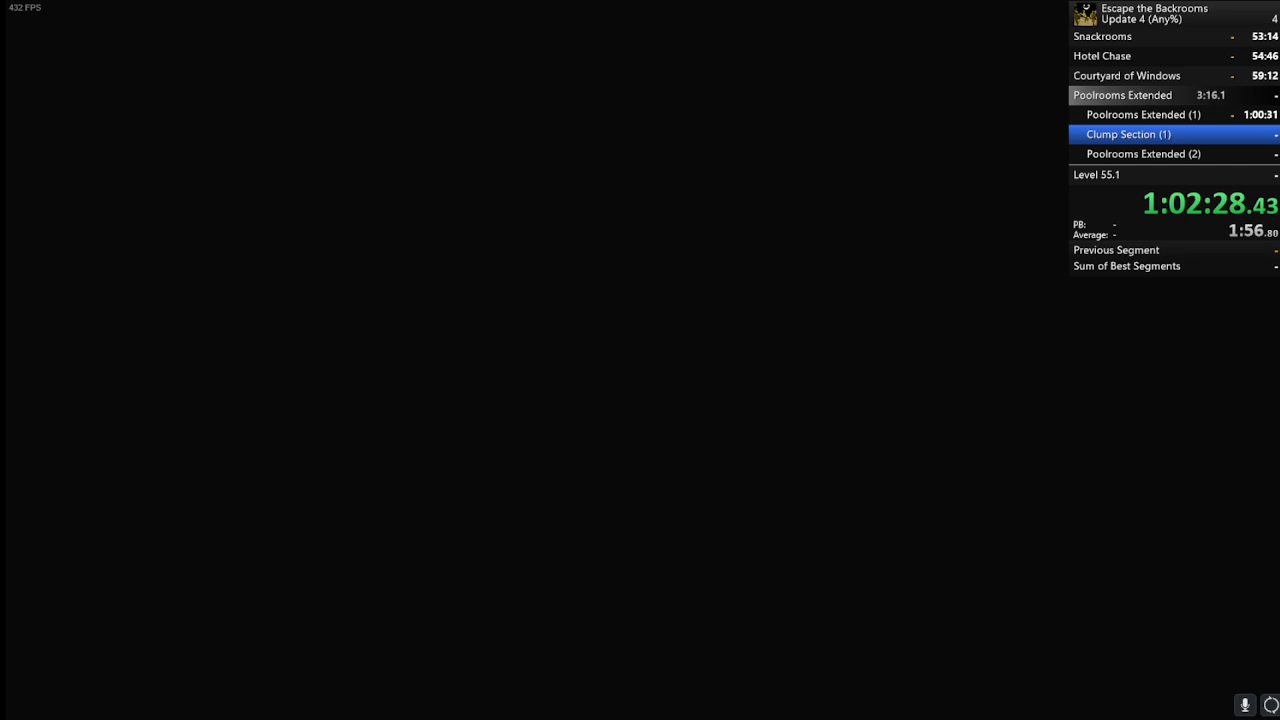 432 FPS
Escape the Backrooms
Update 4 (Any%) 4
Snackrooms - 53:14
Hotel Chase - 54:46
Courtyard of Windows - 59:12
Poolrooms Extended 3:16.1 -
Poolrooms Extended (1) - 1:00:31
Clump Section (1) -
Poolrooms Extended (2) -
Level 55.1 -
1:02:28.43
PB: -
Average: - 1:56.80
Previous Segment -
Sum of Best Segments -